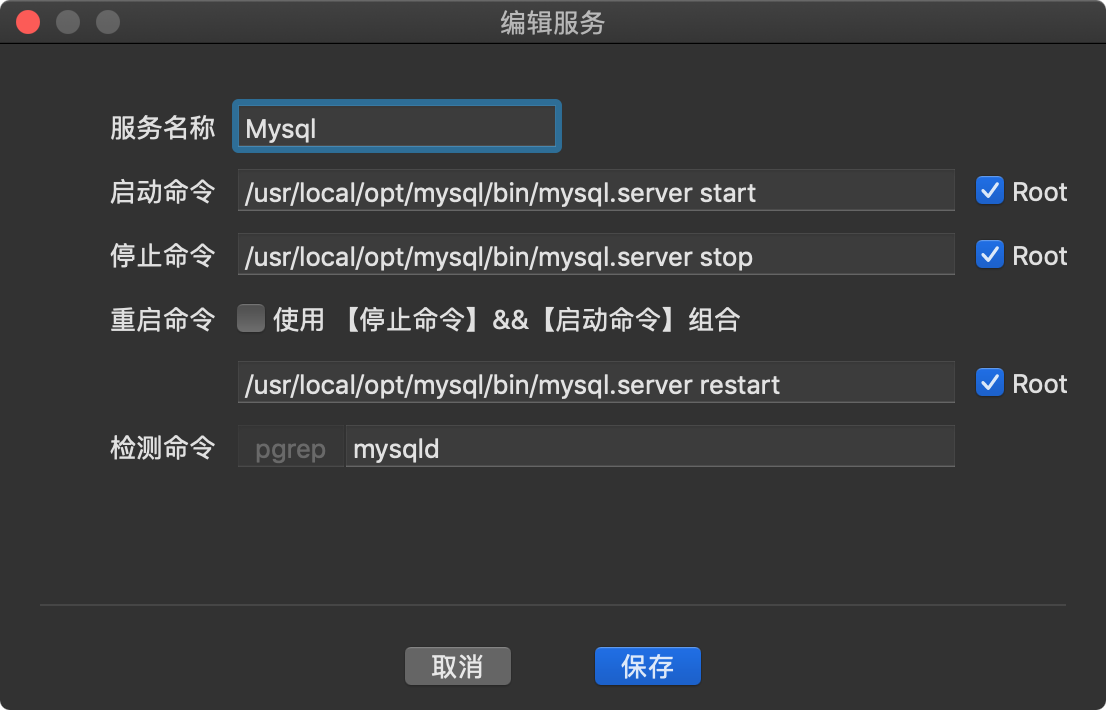 编辑服务
服务名称 Mysql
启动命令 /usr/local/opt/mysql/bin/mysql.server start Root
停止命令 /usr/local/opt/mysql/bin/mysql.server stop Root
重启命令 使用 【停止命令】&&【启动命令】组合
/usr/local/opt/mysql/bin/mysql.server restart Root
检测命令 pgrep mysqld
取消 保存